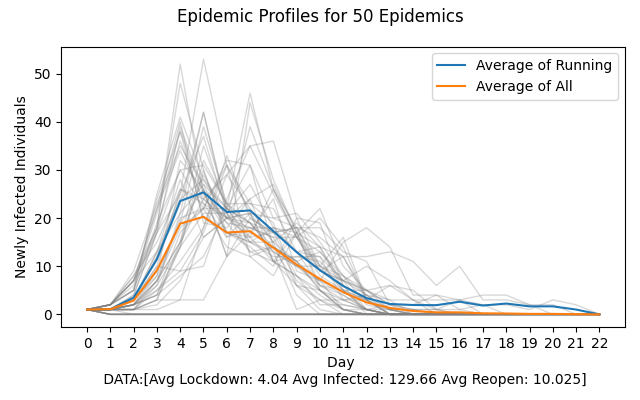 Epidemic Profiles for 50 Epidemics
Newly Infected Individuals
50
40
30
20
10
0
Average of Running
Average of All
0 1 2 3 4 5 6 7 8 9 10 11 12 13 14 15 16 17 18 19 20 21 22
Day
DATA:[Avg Lockdown: 4.04 Avg Infected: 129.66 Avg Reopen: 10.025]